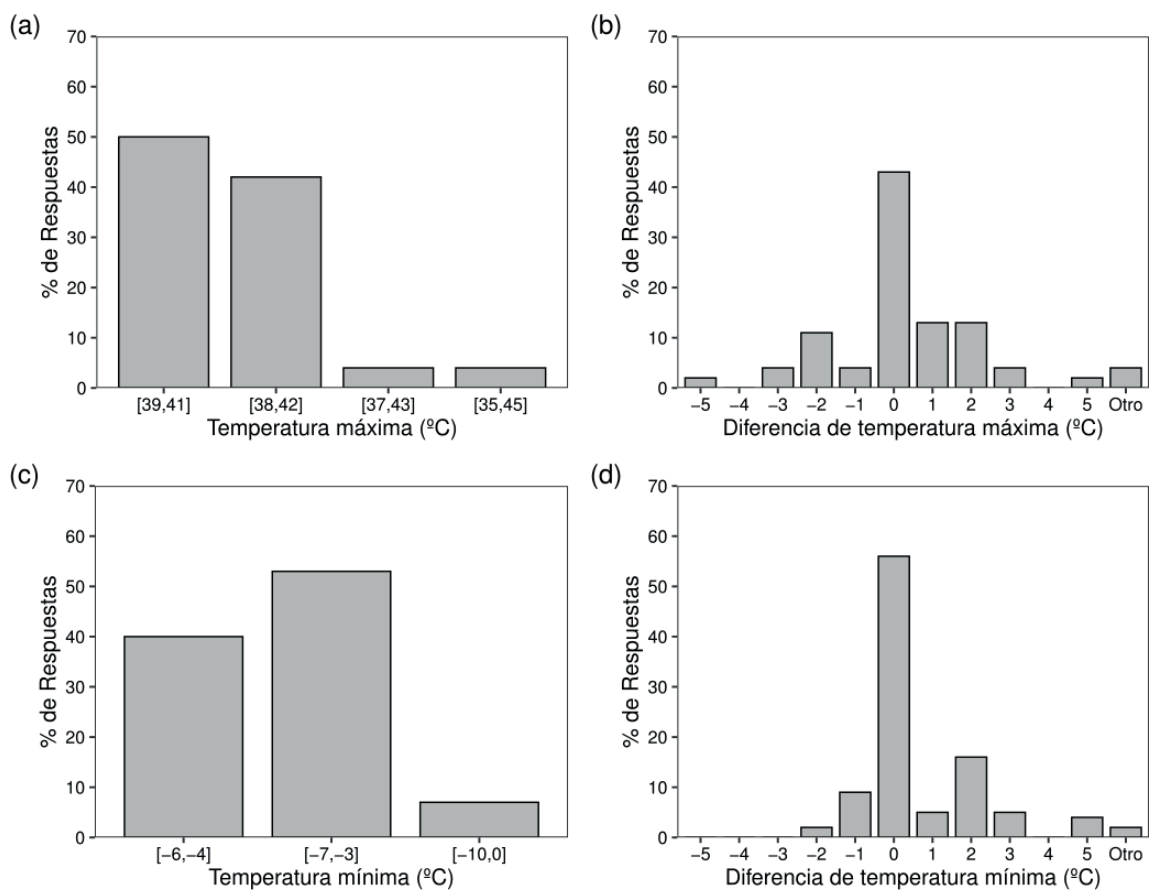 (a)
70
60
50
40
30
20
10
0
% de Respuestas
[39,41] [38,42] [37,43] [35,45]
Temperatura máxima (ºC)
(b)
70
60
50
40
30
20
10
0
% de Respuestas
−5 −4 −3 −2 −1 0 1 2 3 4 5 Otro
Diferencia de temperatura máxima (ºC)
(c)
70
60
50
40
30
20
10
0
% de Respuestas
[−6,−4] [−7,−3] [−10,0]
Temperatura mínima (ºC)
(d)
70
60
50
40
30
20
10
0
% de Respuestas
−5 −4 −3 −2 −1 0 1 2 3 4 5 Otro
Diferencia de temperatura mínima (ºC)